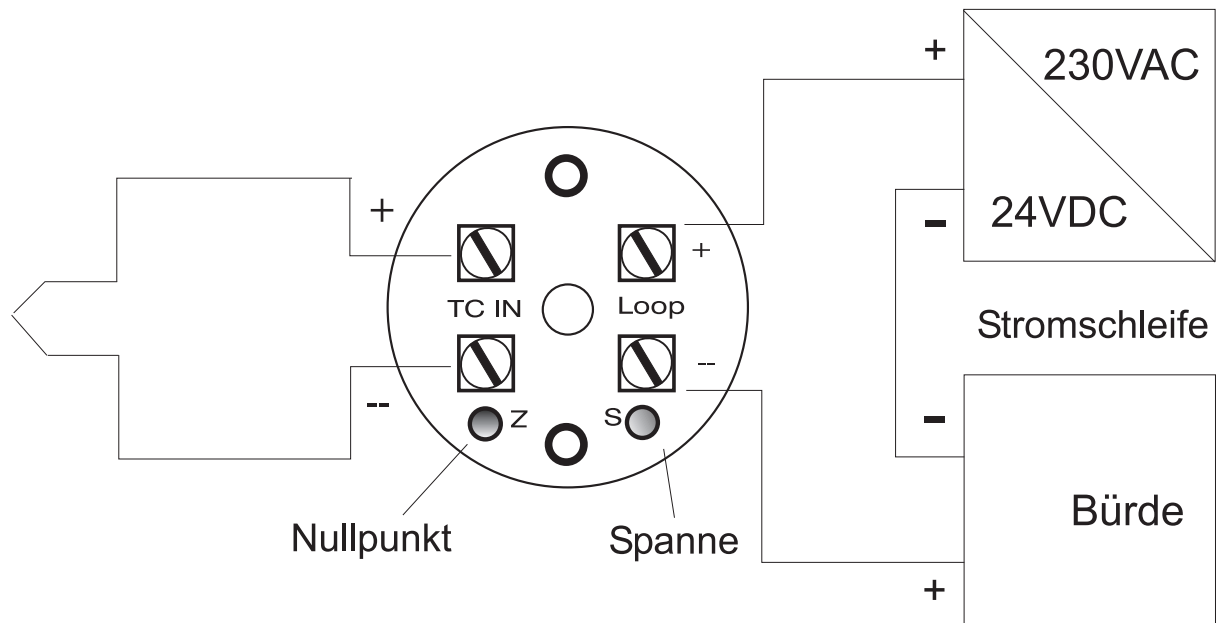 +
230VAC
24VDC
-
+
+
TC IN
Loop
--
--
Z
S
Stromschleife
-
Nullpunkt
Spanne
Bürde
+